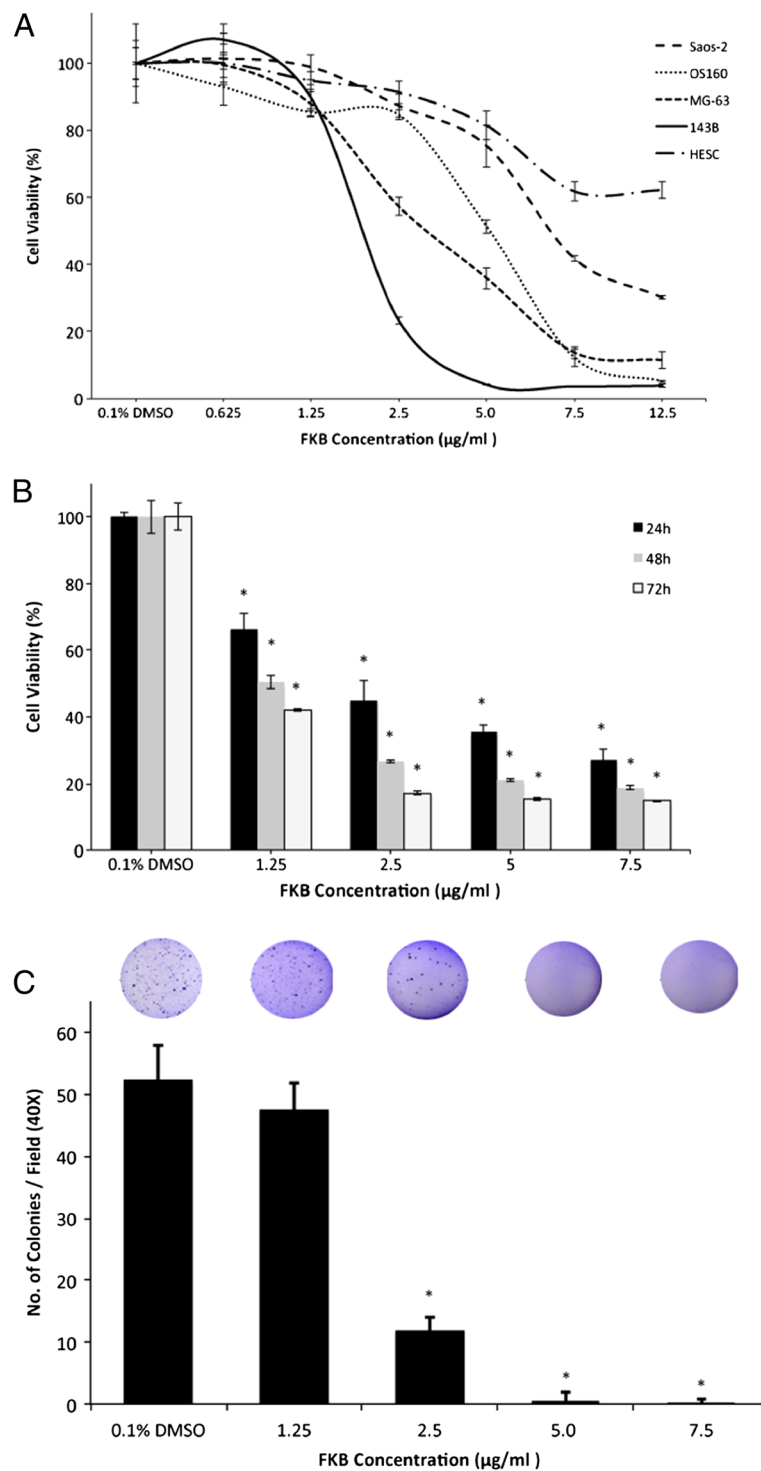 A
Saos-2
OS160
MG-63
143B
HESC
100
80
60
40
20
0
Cell Viability (%)
0.1% DMSO 0.625 1.25 2.5 5.0 7.5 12.5
FKB Concentration (µg/ml )
B
24h
48h
72h
100
80
60
40
20
0
Cell Viability (%)
* * *
* * *
* * *
* * *
0.1% DMSO 1.25 2.5 5 7.5
FKB Concentration (µg/ml )
C
60
50
40
30
20
10
0
No. of Colonies / Field (40X)
* * *
0.1% DMSO 1.25 2.5 5.0 7.5
FKB Concentration (µg/ml )